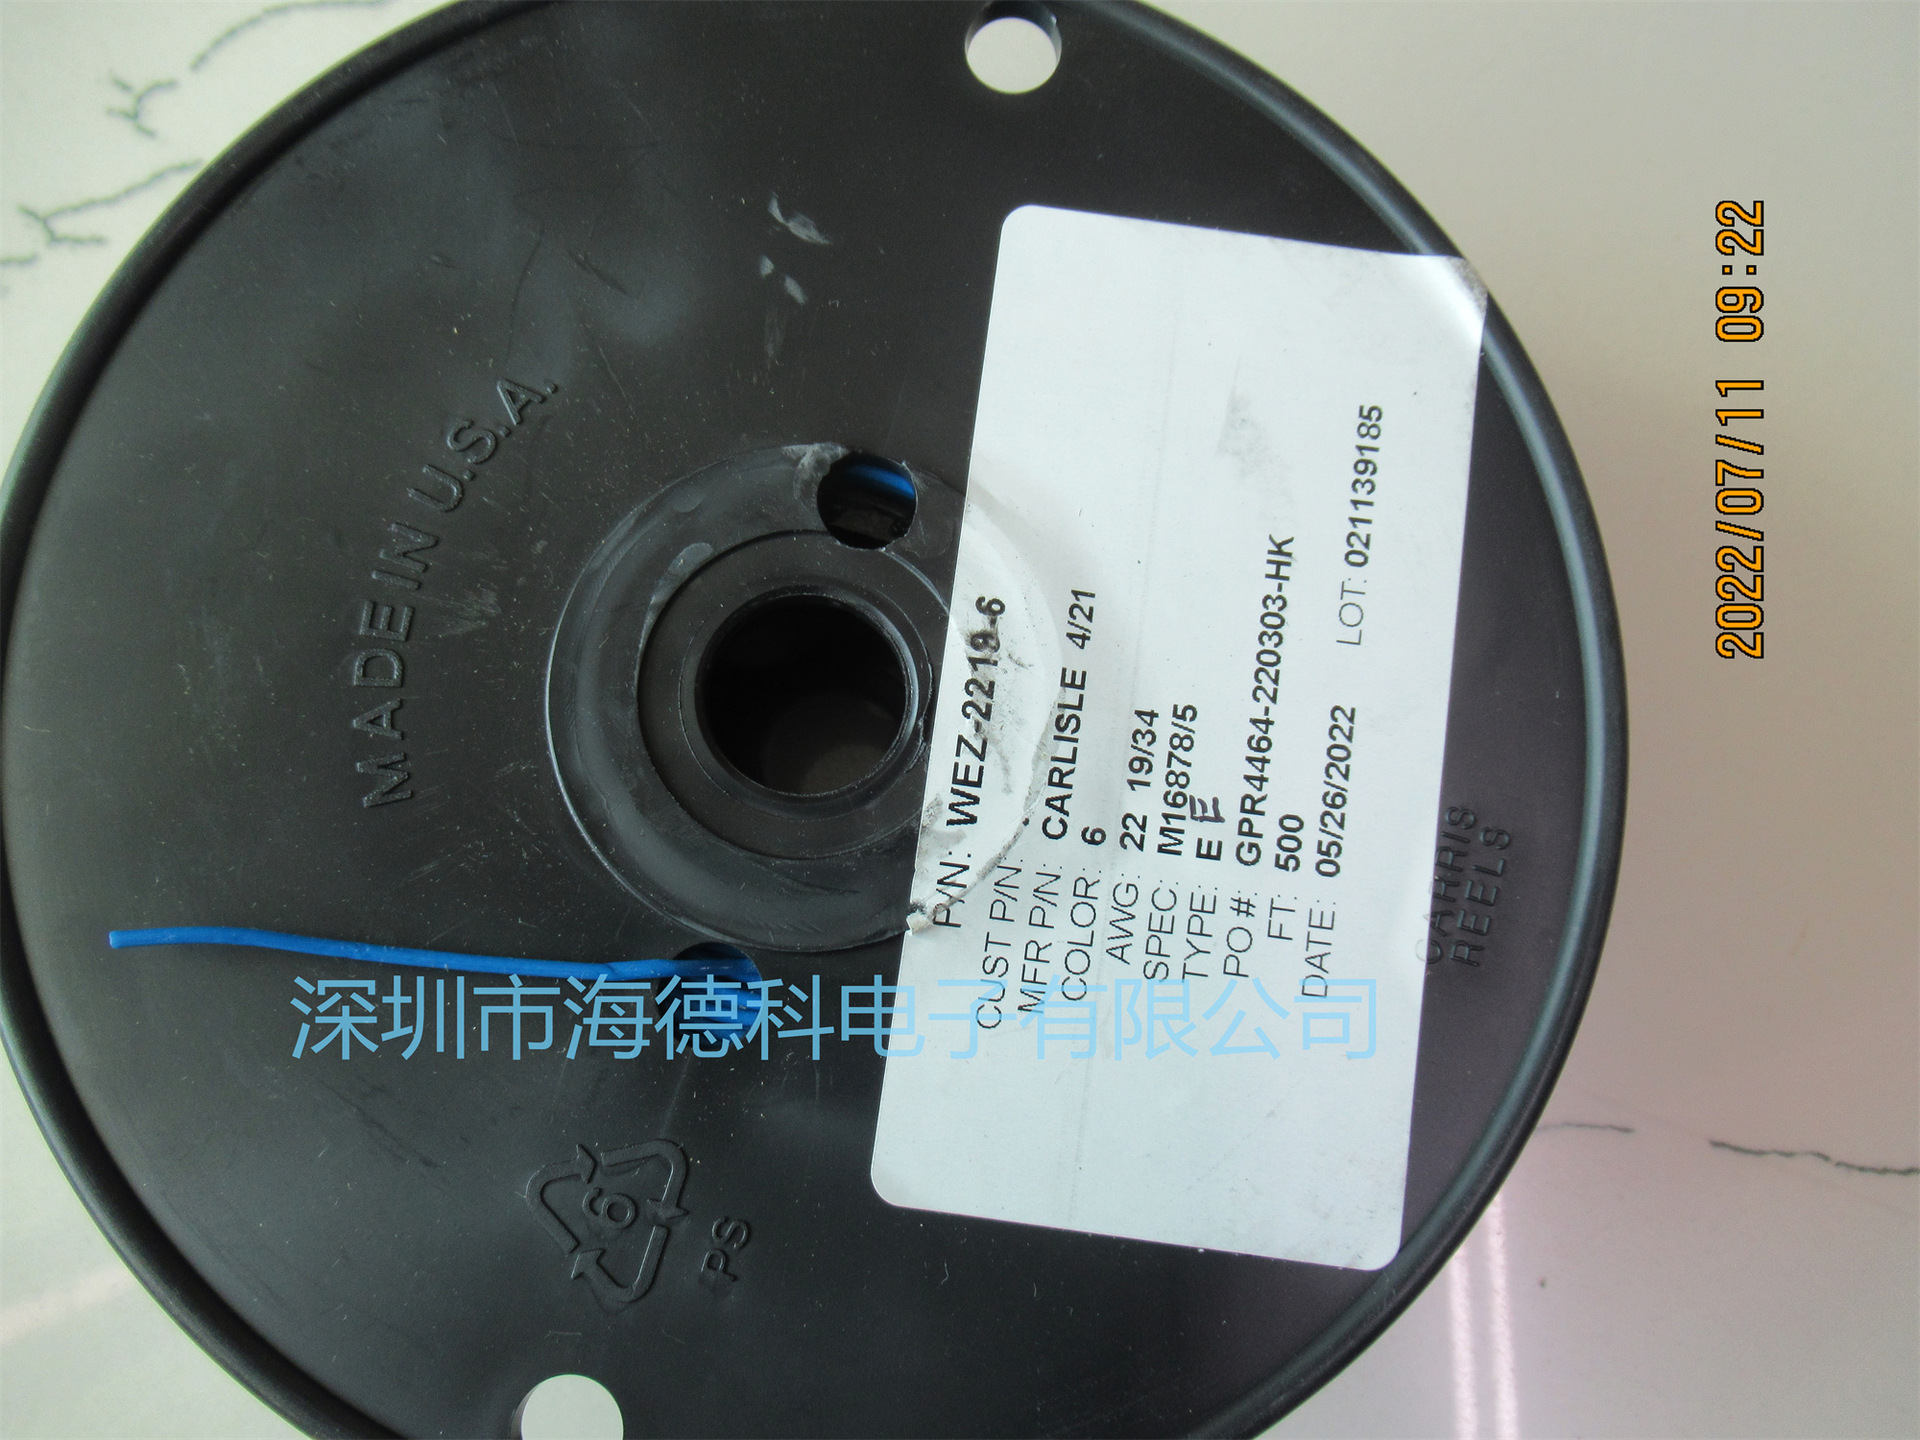 MADE IN U.S.A.
P/N: WEZ-2219-6
CUST P/N: .
MFR P/N: CARLISLE 4/21
COLOR: 6
AWG: 22 19/34
SPEC: M16878/5
TYPE: E E
PO #: GPR4464-220303-HK
FT: 500
DATE: 05/26/2022 LOT: 02113 9185
CARRIS
REELS
6
PS
深圳市海德科电子有限公司
2022/07/11 09:22